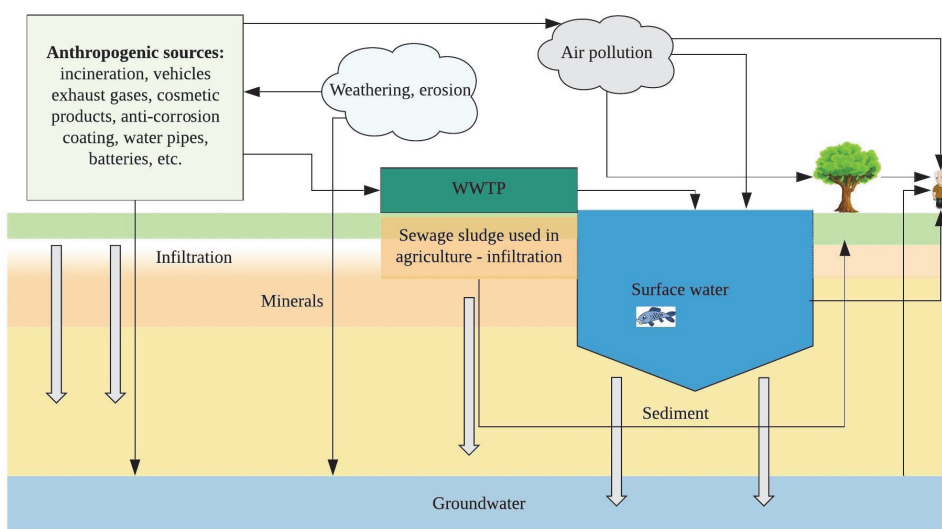 Anthropogenic sources:
incineration, vehicles
exhaust gases, cosmetic
products, anti-corrosion
coating, water pipes,
batteries, etc.
Air pollution
Weathering, erosion
WWTP
Sewage sludge used in
agriculture - infiltration
Infiltration
Minerals
Surface water
Sediment
Groundwater